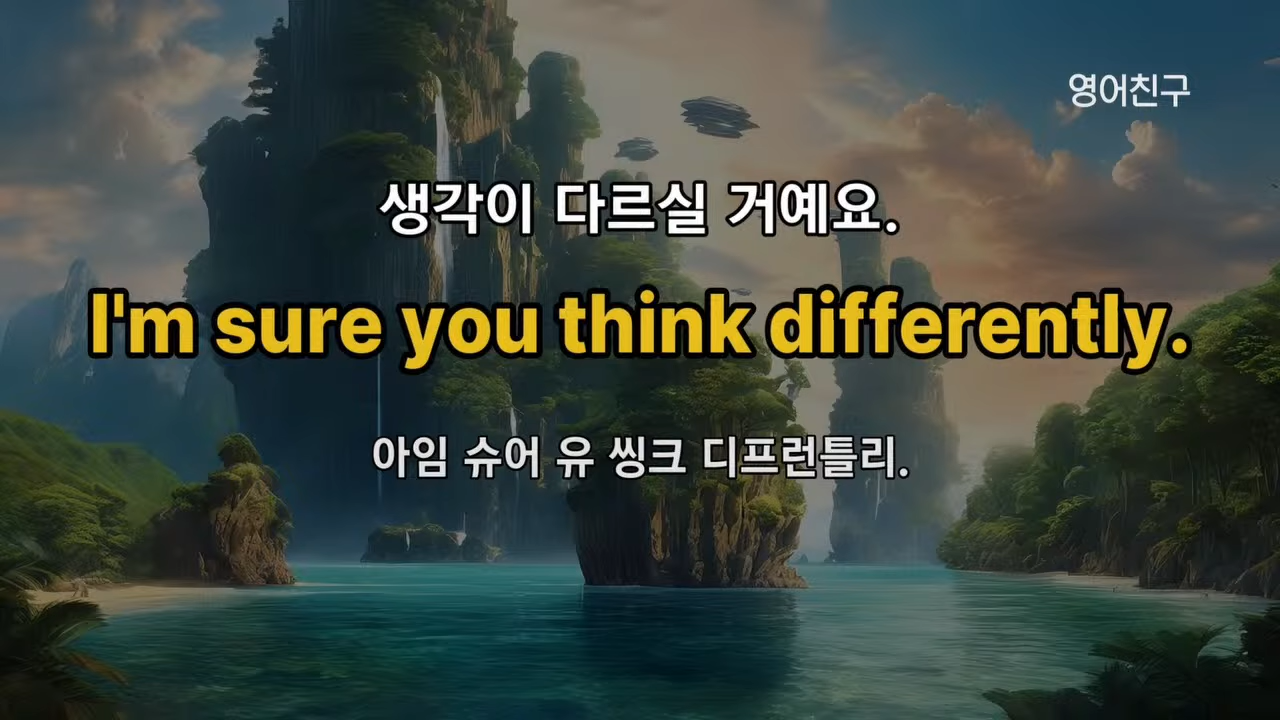 영어친구
생각이 다르실 거예요.
I'm sure you think differently.
아임 슈어 유 씽크 디프런틀리.